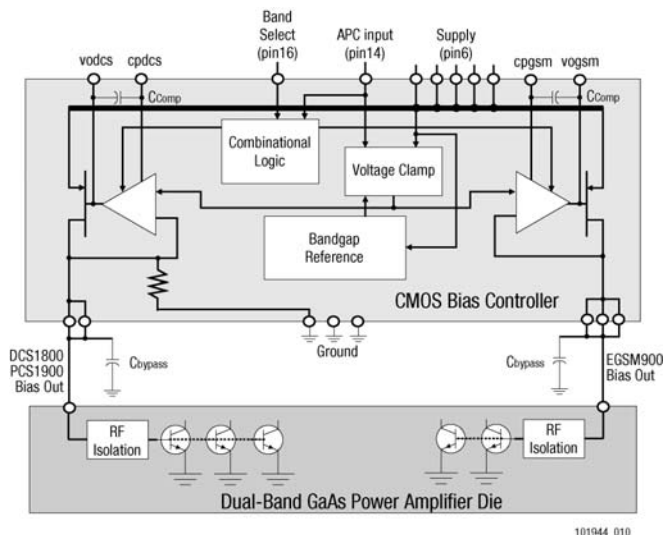 Band
Select
(pin16)
APC input
(pin14)
Supply
(pin6)
vodcs
cpdcs
cpgsm
vogsm
CComp
CComp
Combinational
Logic
Voltage Clamp
Bandgap
Reference
CMOS Bias Controller
Ground
DCS1800
PCS1900
Bias Out
Cbypass
Cbypass
EGSM900
Bias Out
RF
Isolation
RF
Isolation
Dual-Band GaAs Power Amplifier Die
101944_010